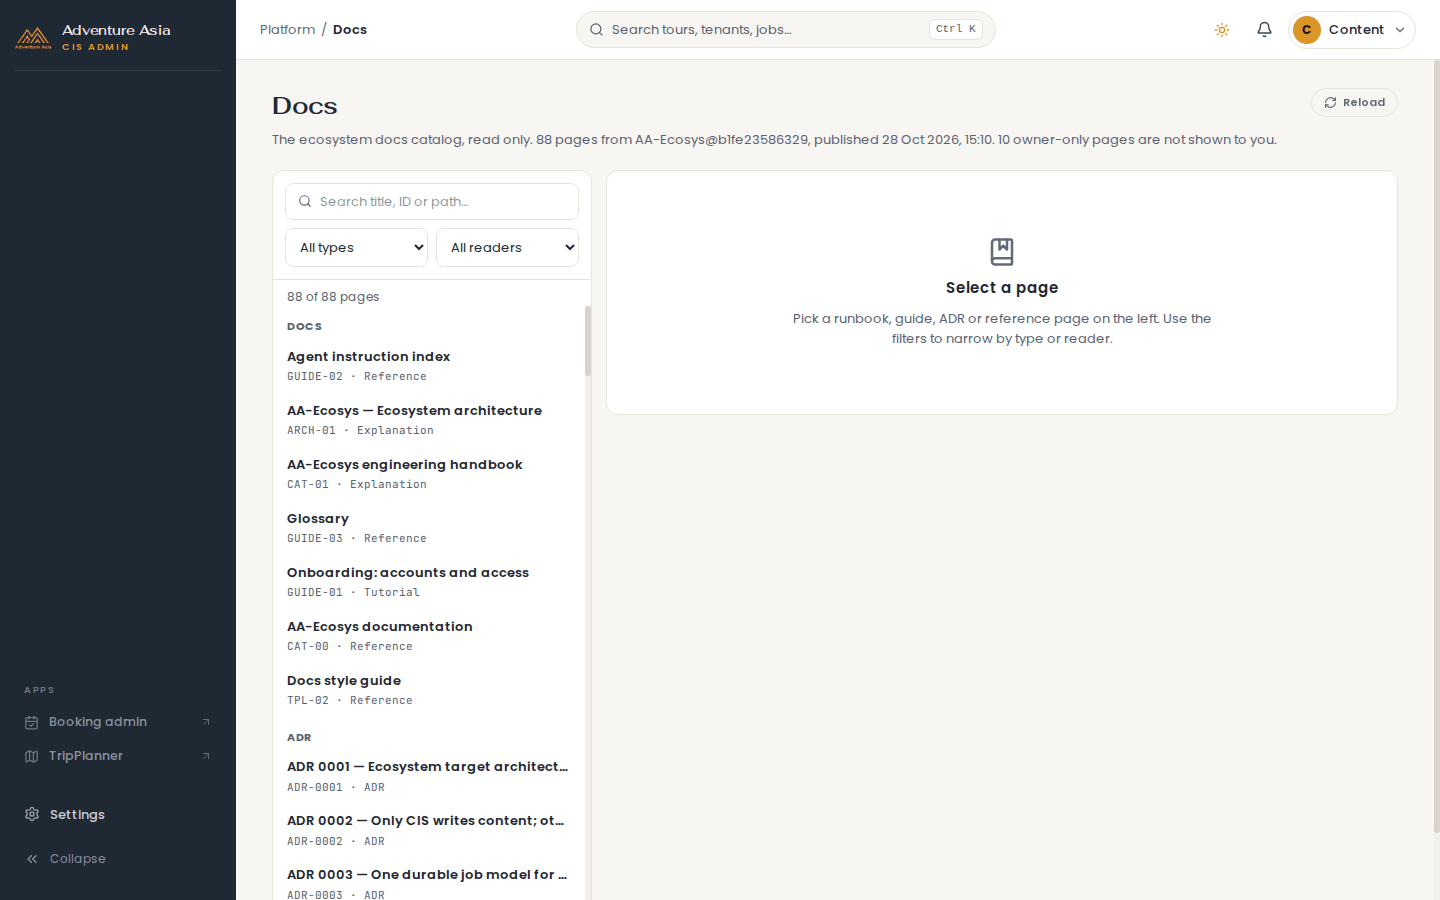 Adventure Asia
Adventure Asia
CIS ADMIN
Platform / Docs
Search tours, tenants, jobs...
Ctrl K
C
Content
Docs
Reload
The ecosystem docs catalog, read only. 88 pages from AA-Ecosys@b1fe23586329, published 28 Oct 2026, 15:10. 10 owner-only pages are not shown to you.
Search title, ID or path...
All types
All readers
88 of 88 pages
DOCS
Agent instruction index
GUIDE-02 · Reference
AA-Ecosys — Ecosystem architecture
ARCH-01 · Explanation
AA-Ecosys engineering handbook
CAT-01 · Explanation
Glossary
GUIDE-03 · Reference
Onboarding: accounts and access
GUIDE-01 · Tutorial
AA-Ecosys documentation
CAT-00 · Reference
Docs style guide
TPL-02 · Reference
ADR
ADR 0001 — Ecosystem target architect...
ADR-0001 · ADR
ADR 0002 — Only CIS writes content; ot...
ADR-0002 · ADR
ADR 0003 — One durable job model for ...
ADR-0003 · ADR
Select a page
Pick a runbook, guide, ADR or reference page on the left. Use the
filters to narrow by type or reader.
APPS
Booking admin
TripPlanner
Settings
Collapse